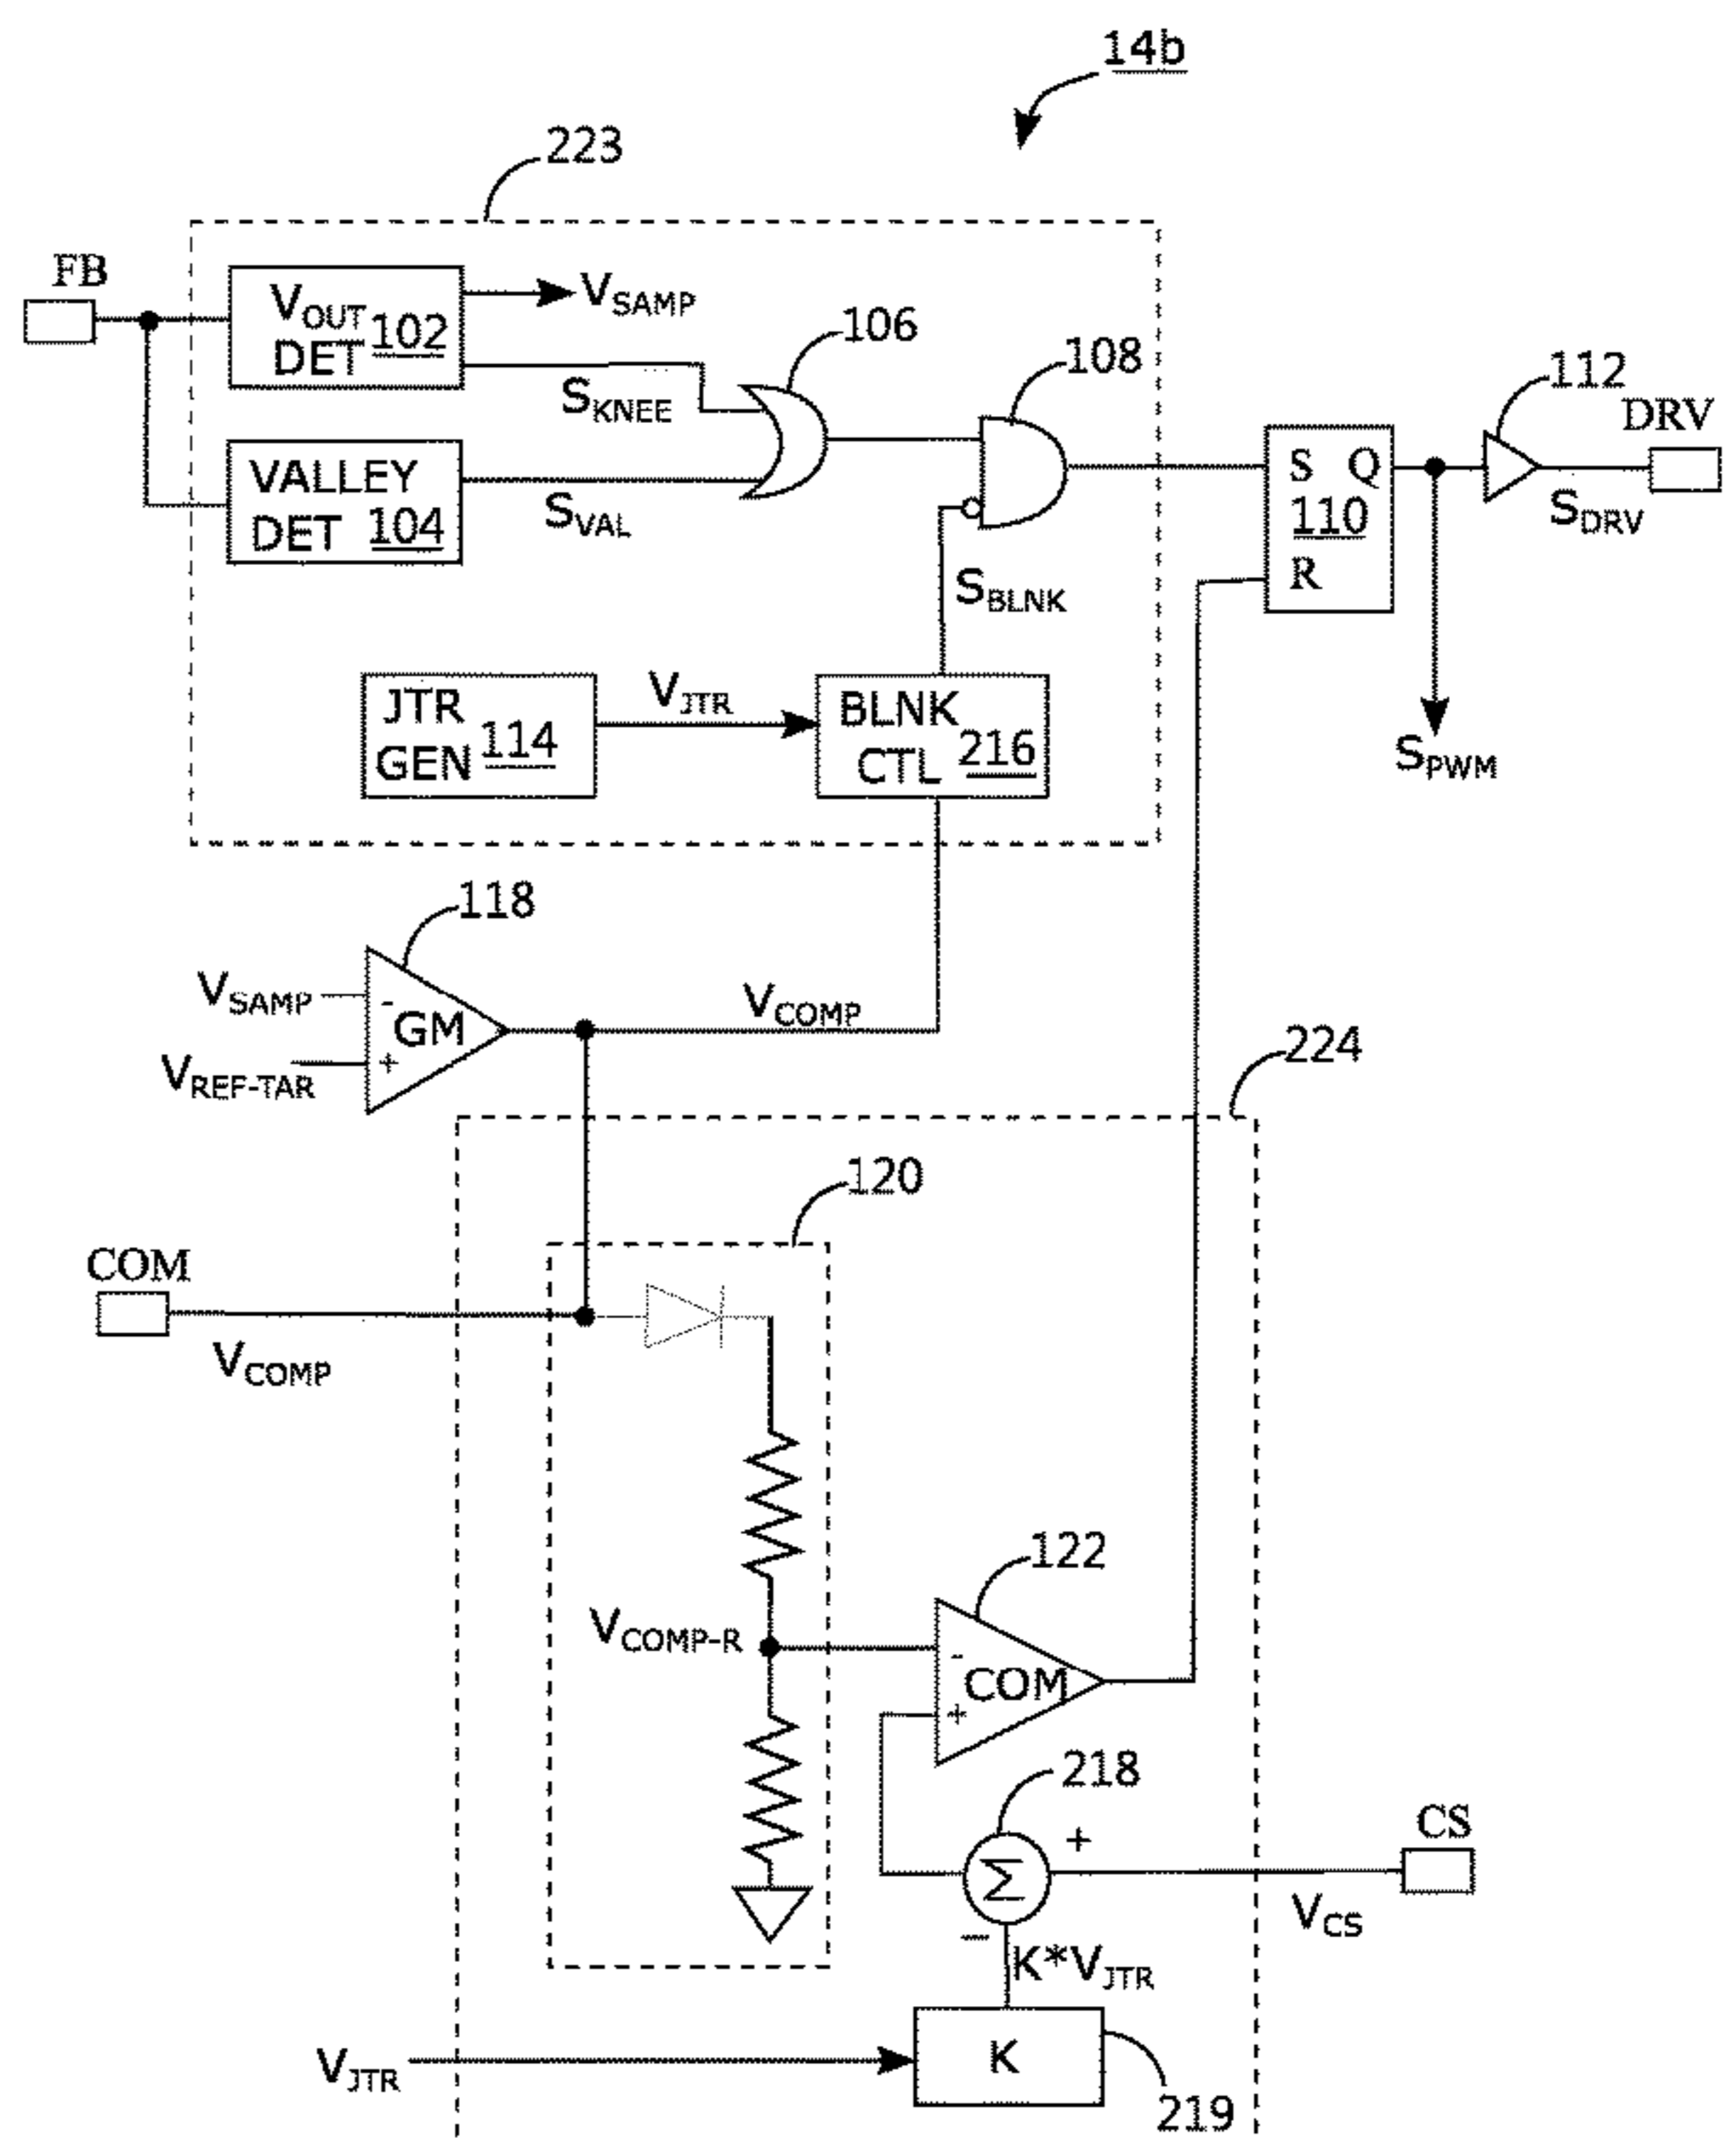 14b
223
FB
VOUT
DET 102
VSAMP
SKNEE
106
108
112
DRV
VALLEY
DET 104
SVAL
S Q
110
R
SDRV
SBLNK
JTR
GEN 114
VJTR
BLNK
CTL 216
SPWM
118
VSAMP
-
GM
VREF-TAR
+
VCOMP
224
120
COM
VCOMP
122
VCOMP-R
-
COM
+
218
+
CS
Σ
VCS
-
K*VJTR
K
VJTR
219